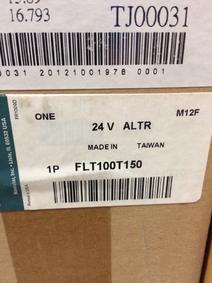 16.793 TJ00031
0031 20121001978 0001
ONE M12F
24 V ALTR
MADE IN TAIWAN
1P FLT100T150